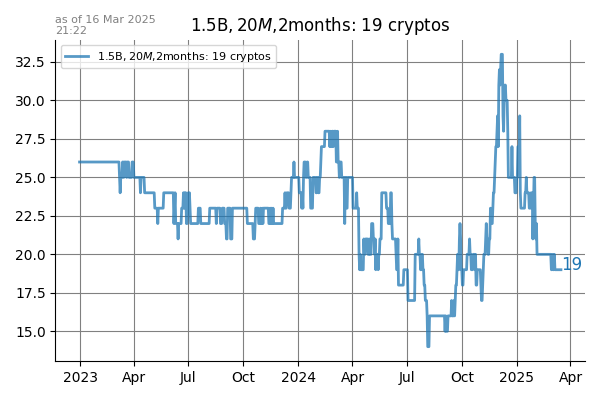 as of 16 Mar 2025
21:22
1.5B, 20M,2months: 19 cryptos
1.5B, 20M,2months: 19 cryptos
32.5
30.0
27.5
25.0
22.5
20.0
19
17.5
15.0
2023 Apr Jul Oct 2024 Apr Jul Oct 2025 Apr